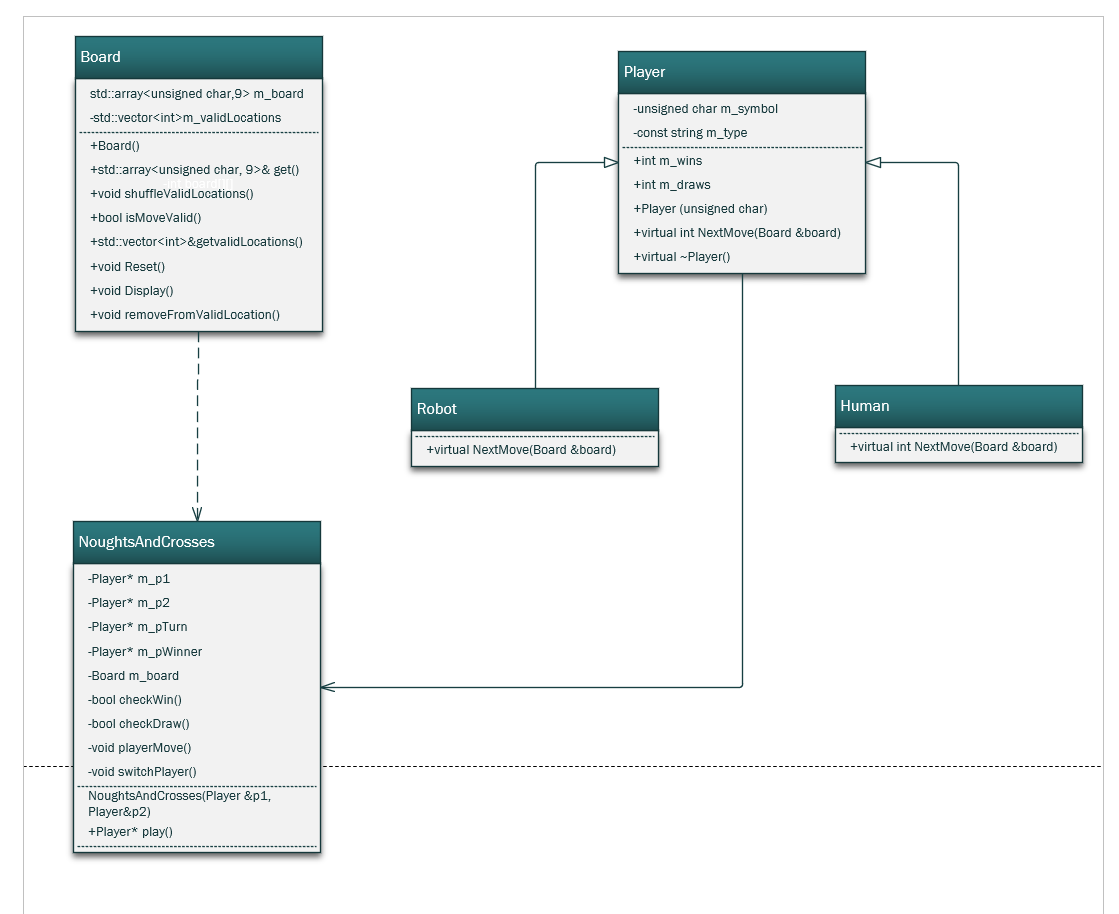 Board
std::array<unsigned char,9> m_board
-std::vector<int>m_validLocations
+Board()
+std::array<unsigned char, 9>& get()
+void shuffleValidLocations()
+bool isMoveValid()
+std::vector<int>&getvalidLocations()
+void Reset()
+void Display()
+void removeFromValidLocation()
Player
-unsigned char m_symbol
-const string m_type
+int m_wins
+int m_draws
+Player (unsigned char)
+virtual int NextMove(Board &board)
+virtual ~Player()
Robot
+virtual NextMove(Board &board)
Human
+virtual int NextMove(Board &board)
NoughtsAndCrosses
-Player* m_p1
-Player* m_p2
-Player* m_pTurn
-Player* m_pWinner
-Board m_board
-bool checkWin()
-bool checkDraw()
-void playerMove()
-void switchPlayer()
NoughtsAndCrosses(Player &p1,
Player&p2)
+Player* play()